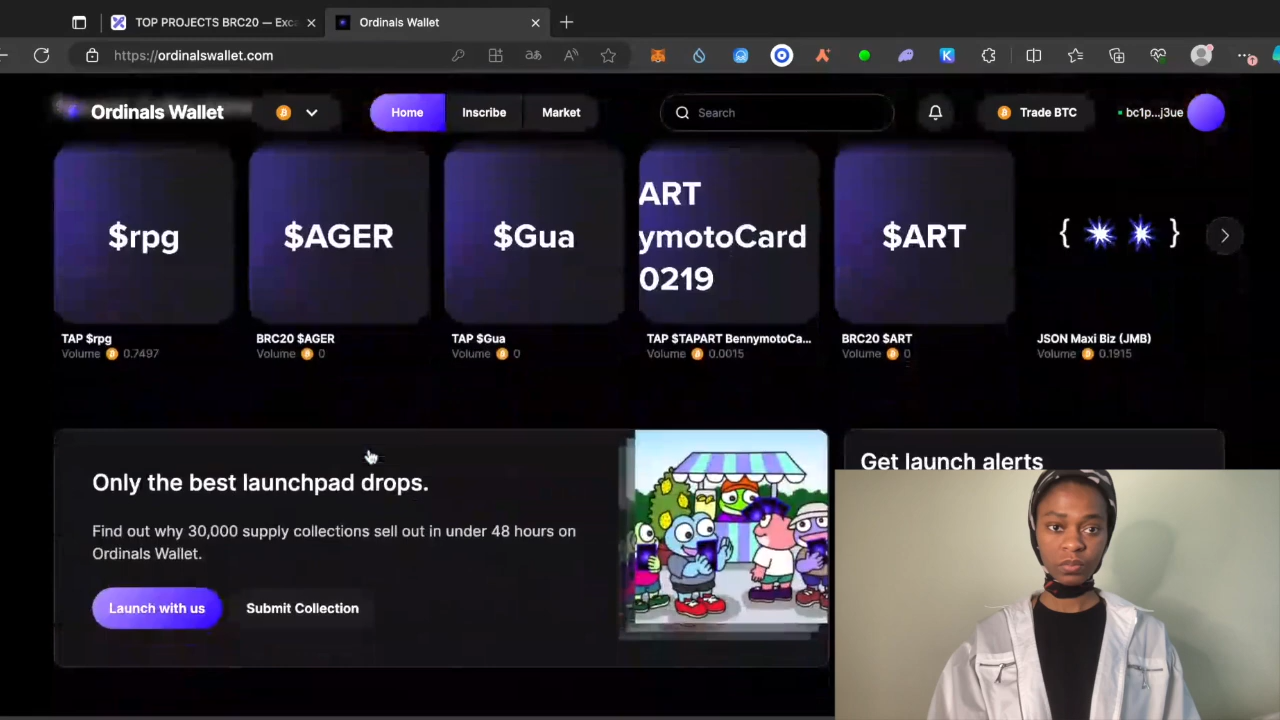 TOP PROJECTS BRC20 — Exca
Ordinals Wallet
https://ordinalswallet.com
Ordinals Wallet
Home
Inscribe
Market
Search
Trade BTC
bc1p...j3ue
$rpg
$AGER
$Gua
ART
ymotoCard
0219
$ART
{ }
TAP $rpg
BRC20 $AGER
TAP $Gua
TAP $TAPART BennymotoCa...
BRC20 $ART
JSON Maxi Biz (JMB)
Volume 0.7497
Volume 0
Volume 0
Volume 0.0015
Volume 0
Volume 0.1915
Only the best launchpad drops.
Find out why 30,000 supply collections sell out in under 48 hours on
Ordinals Wallet.
Launch with us
Submit Collection
Get launch alerts